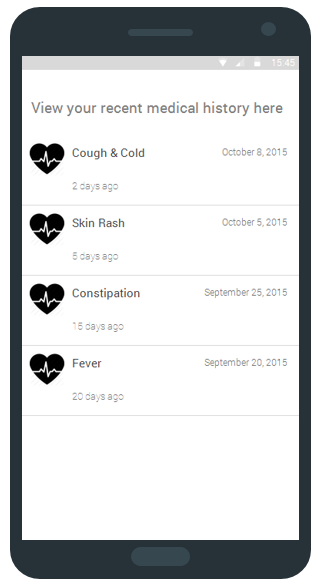 15:45
View your recent medical history here
Cough & Cold
October 8, 2015
2 days ago
Skin Rash
October 5, 2015
5 days ago
Constipation
September 25, 2015
15 days ago
Fever
September 20, 2015
20 days ago